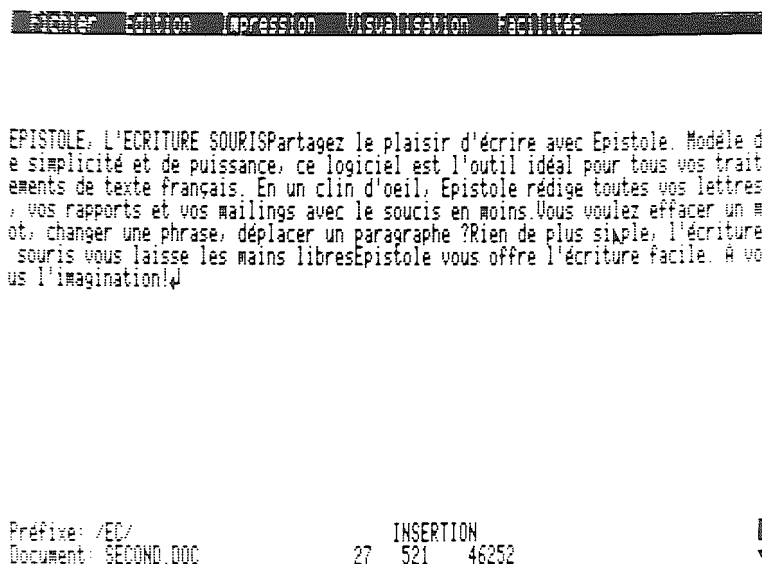 Fichier Edition Impression Visualisation Facilités
EPISTOLE, L'ECRITURE SOURISPartagez le plaisir d'écrire avec Epistole. Modèle d
e simplicité et de puissance, ce logiciel est l'outil idéal pour tous vos trait
ements de texte français. En un clin d'oeil, Epistole rédige toutes vos lettres
, vos rapports et vos mailings avec le soucis en moins.Vous voulez effacer un m
ot, changer une phrase, déplacer un paragraphe ?Rien de plus simple, l'écriture
souris vous laisse les mains libresEpistole vous offre l'écriture facile. A vo
us l'imagination!↲
Préfixe: /EC/ INSERTION
Document: SECOND.DOC 27 521 46252